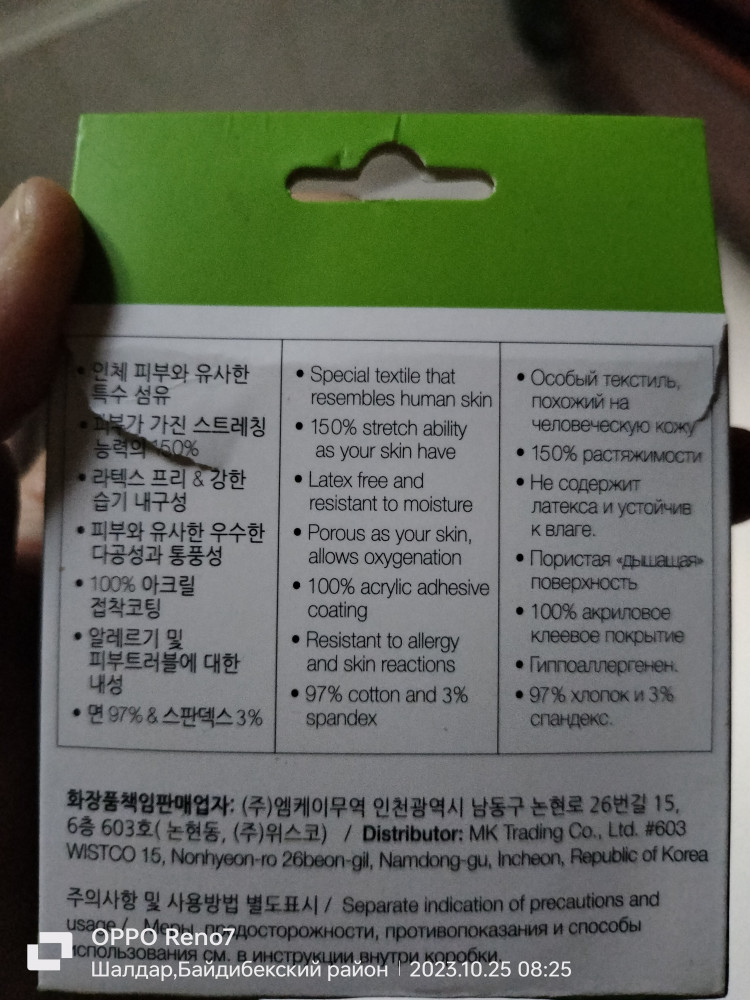 • 인체 피부와 유사한
특수 섬유
• 피부가 가진 스트레칭
능력의 150%
• 라텍스 프리 & 강한
습기 내구성
• 피부와 유사한 우수한
다공성과 통풍성
• 100% 아크릴
접착코팅
• 알레르기 및
피부트러블에 대한
내성
• 면 97% & 스판덱스 3%
• Special textile that
resembles human skin
• 150% stretch ability
as your skin have
• Latex free and
resistant to moisture
• Porous as your skin,
allows oxygenation
• 100% acrylic adhesive
coating
• Resistant to allergy
and skin reactions
• 97% cotton and 3%
spandex
• Особый текстиль,
похожий на
человеческую кожу
• 150% растяжимости
• Не содержит
латекса и устойчив
к влаге.
• Пористая «дышащая»
поверхность
• 100% акриловое
клеевое покрытие
• Гиппоаллергенен.
• 97% хлопок и 3%
спандекс.
화장품책임판매업자: (주)엠케이무역 인천광역시 남동구 논현로 26번길 15,
6층 603호( 논현동, (주)위스코) / Distributor: MK Trading Co., Ltd. #603
WISTCO 15, Nonhyeon-ro 26beon-gil, Namdong-gu, Incheon, Republic of Korea
주의사항 및 사용방법 별도표시 / Separate indication of precautions and
usage / Меры предосторожности, противопоказания и способы
использования см. в инструкции внутри коробки.
OPPO Reno7
Шалдар,Байдибекский район | 2023.10.25 08:25